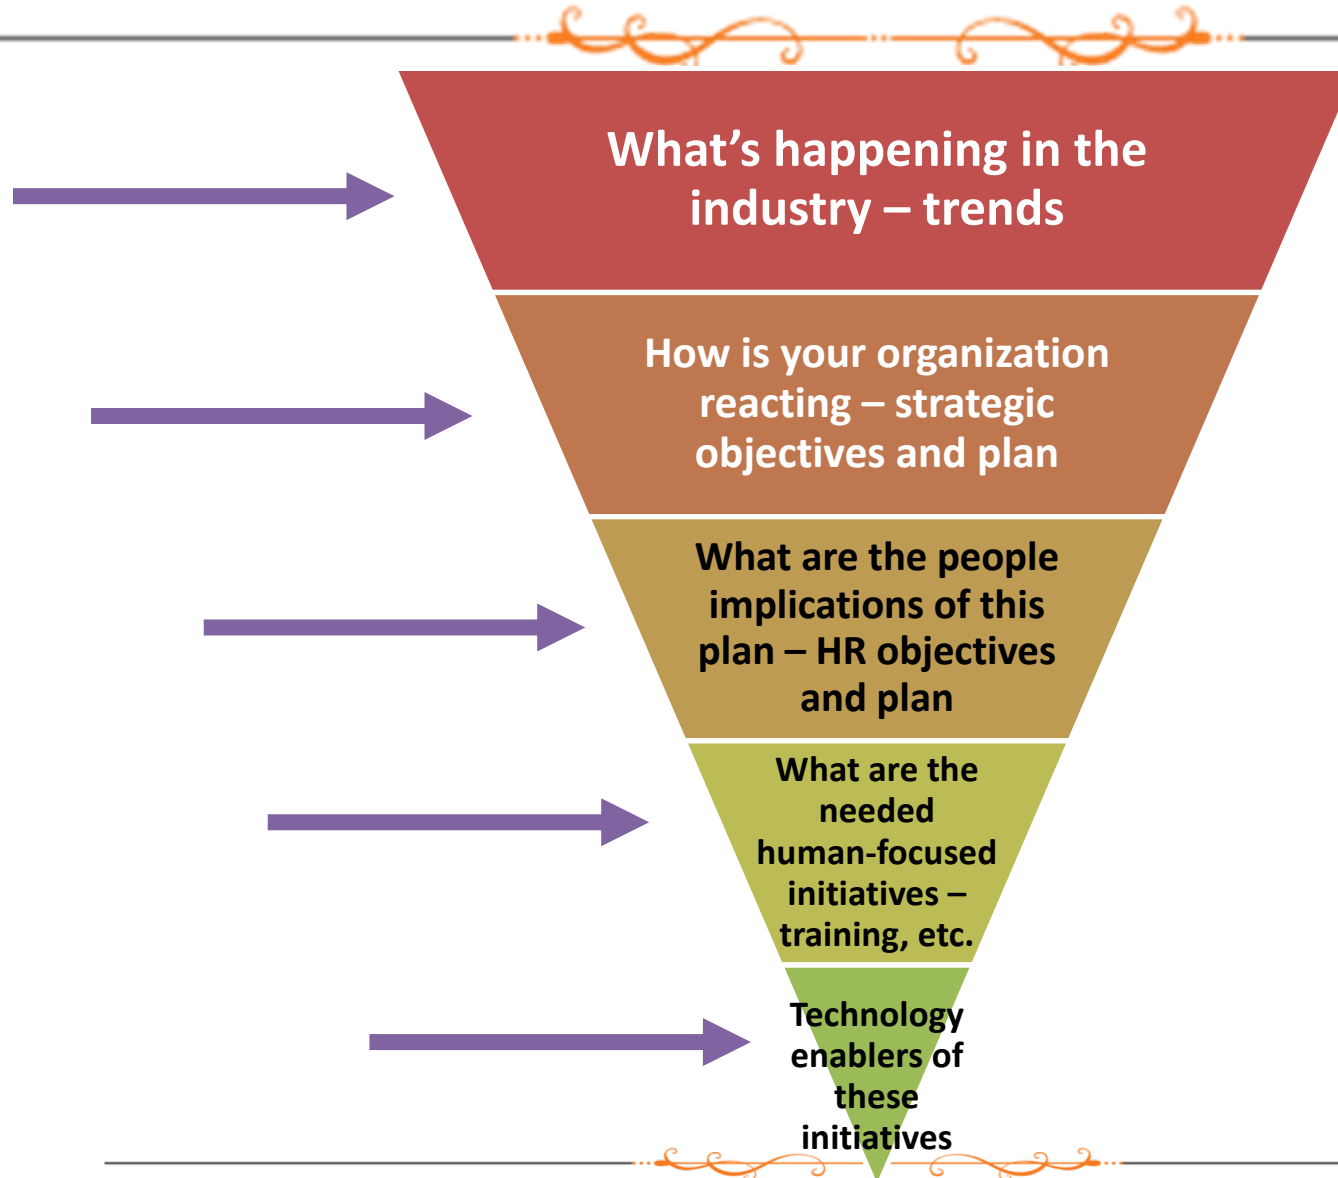 What’s happening in the
industry – trends
How is your organization
reacting – strategic
objectives and plan
What are the people
implications of this
plan – HR objectives
and plan
What are the
needed
human-focused
initiatives –
training, etc.
Technology
enablers of
these
initiatives